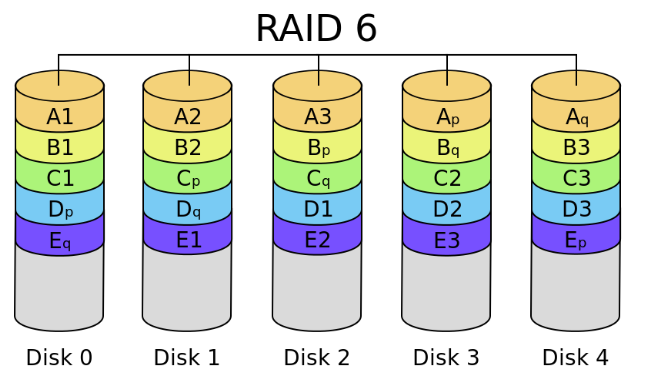 RAID 6
A1 A2 A3 Ap Aq
B1 B2 Bp Bq B3
C1 Cp Cq C2 C3
Dp Dq D1 D2 D3
Eq E1 E2 E3 Ep
Disk 0 Disk 1 Disk 2 Disk 3 Disk 4